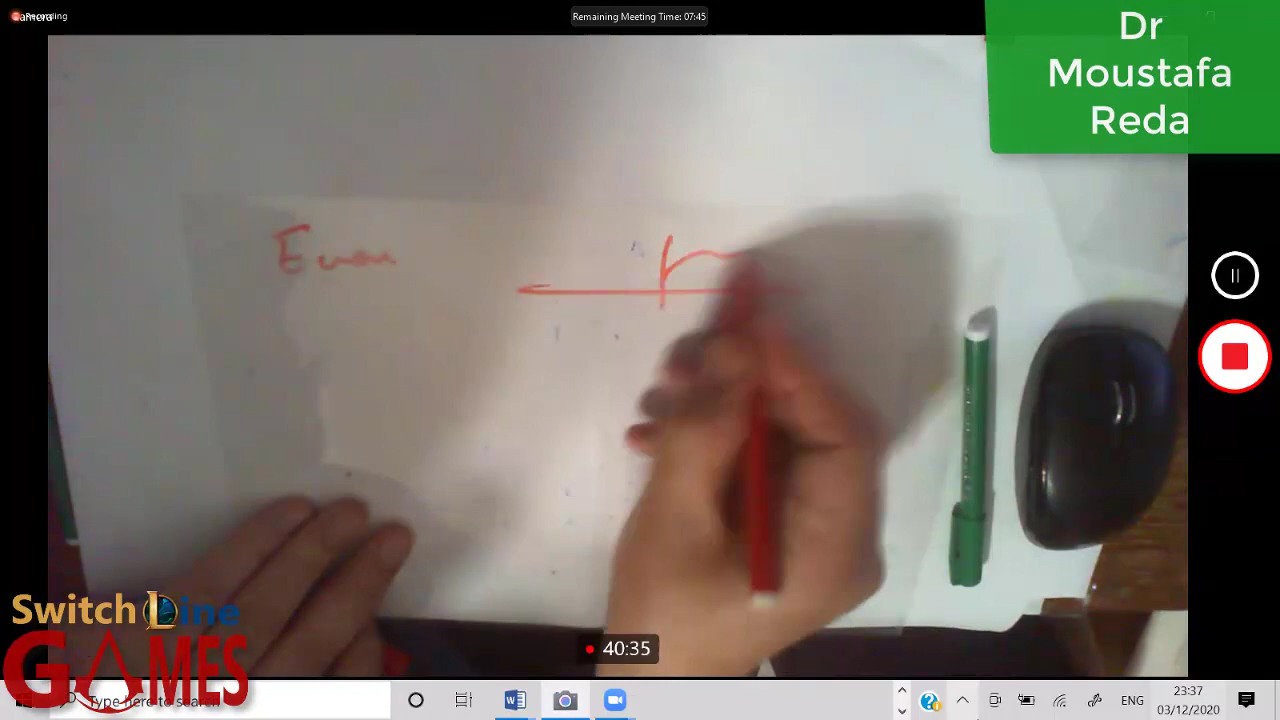 Recording
Remaining Meeting Time: 07:45
Dr
Moustafa
Reda
40:35
Switch Line
GAMES
Type here to search
ENG
23:37
03/12/2020